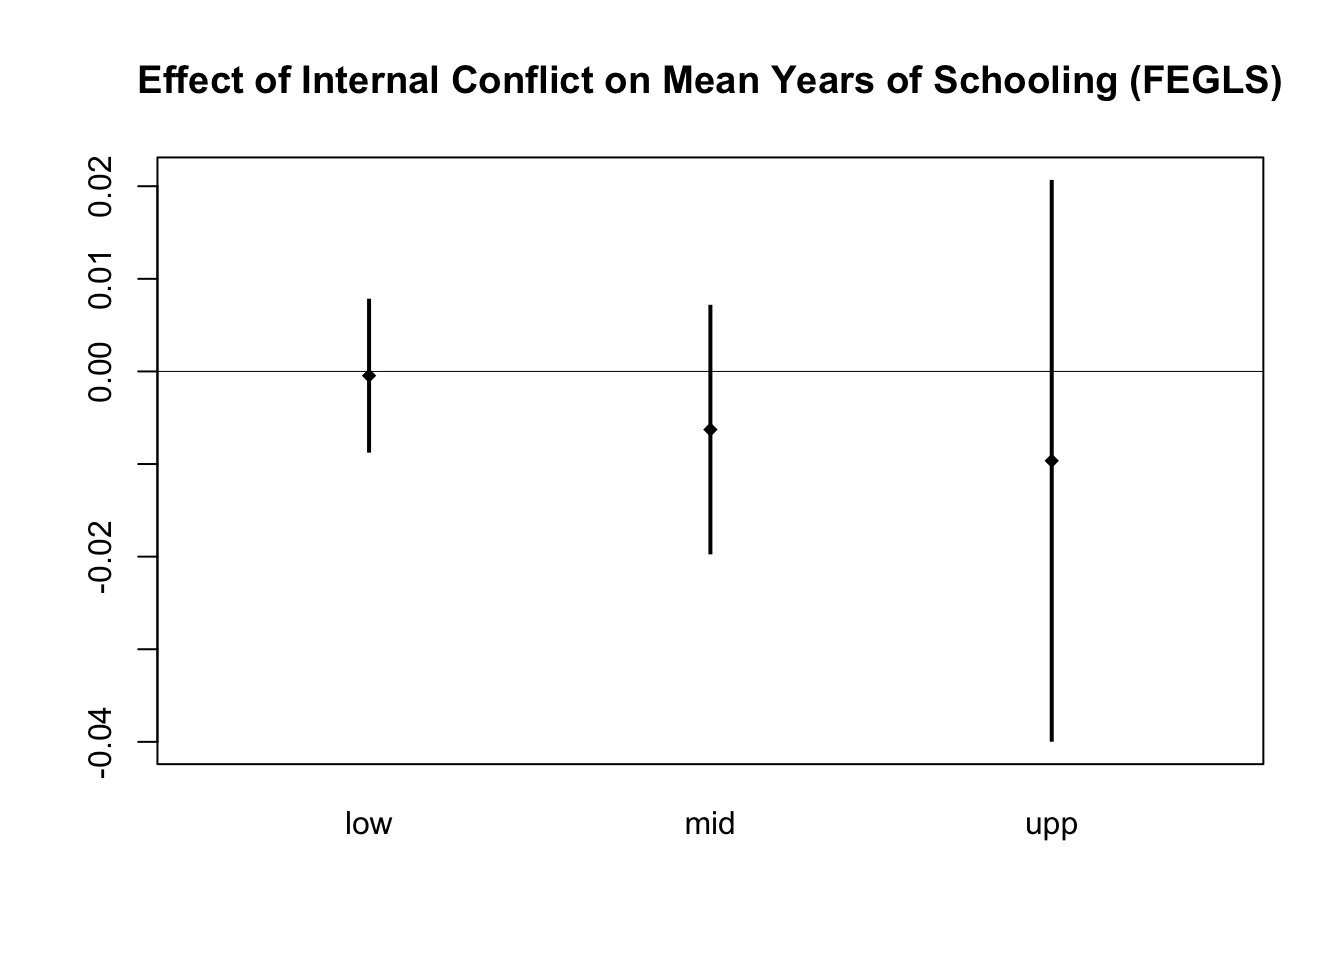 Effect of Internal Conflict on Mean Years of Schooling (FEGLS)
0.02
0.01
0.00
-0.02
-0.04
low mid upp